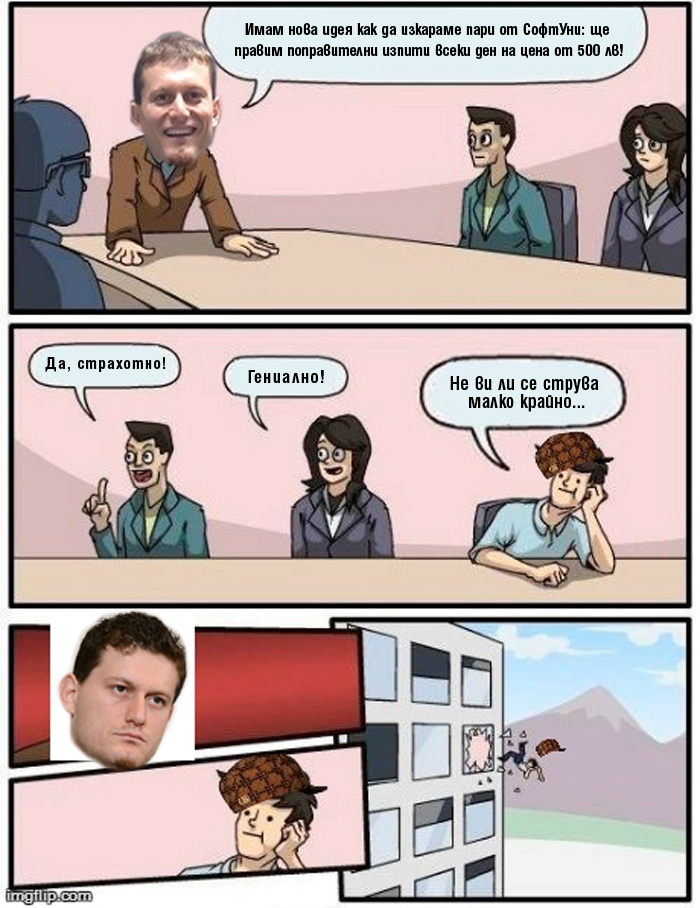 Имам нова идея как да изкараме пари от СофтУни: ще
правим поправителни изпити всеки ден на цена от 500 лв!
Да, страхотно!
Гениално!
Не ви ли се струва
малко крайно...
imgflip.com